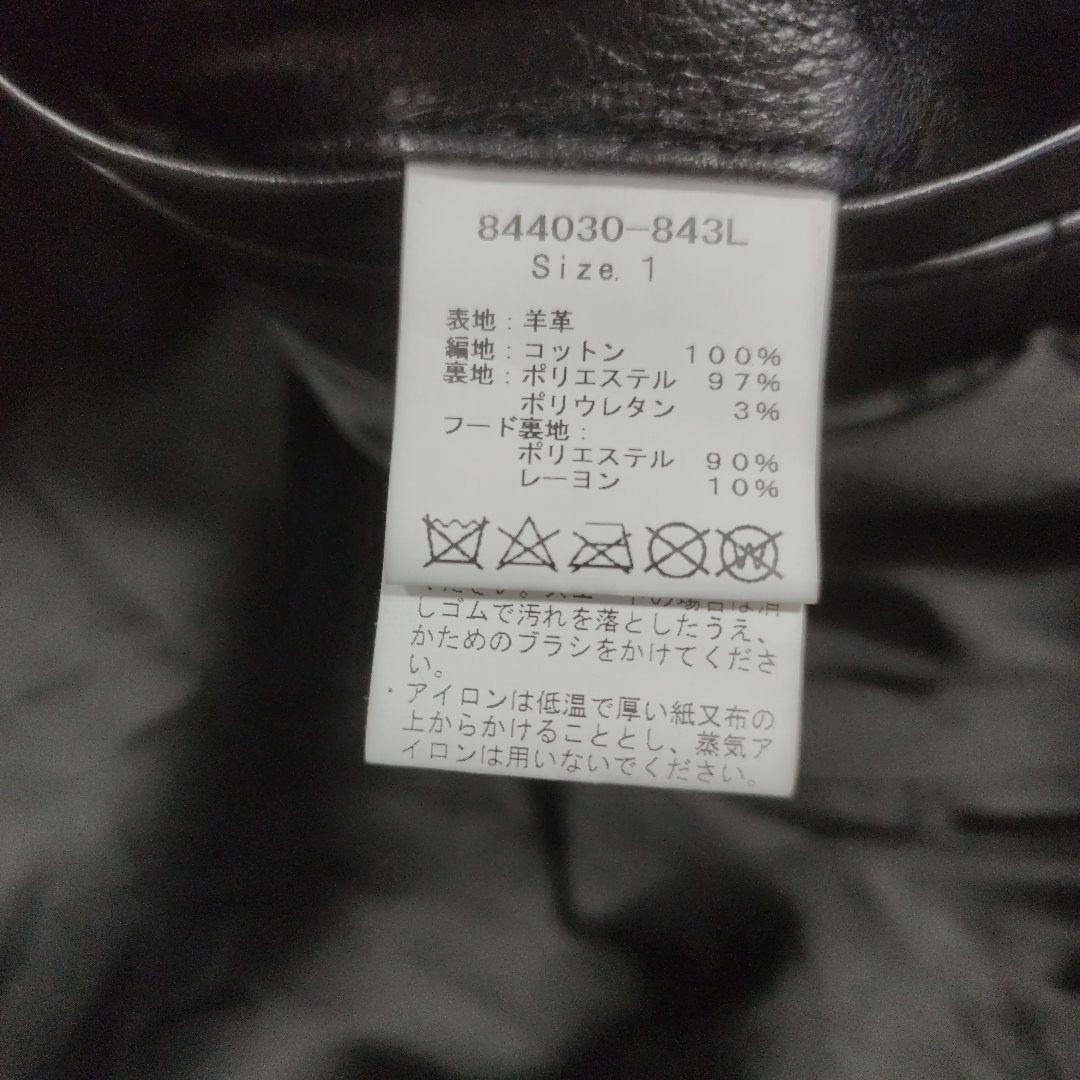 844030-843L
Size. 1
表地：羊革
編地：コットン 100%
裏地：ポリエステル 97%
ポリウレタン 3%
フード裏地：
ポリエステル 90%
レーヨン 10%
しゴムで汚れを落としたうえ、
かためのブラシをかけてくださ
い。
・アイロンは低温で厚い紙又布の
上からかけることとし、蒸気ア
イロンは用いないでください。